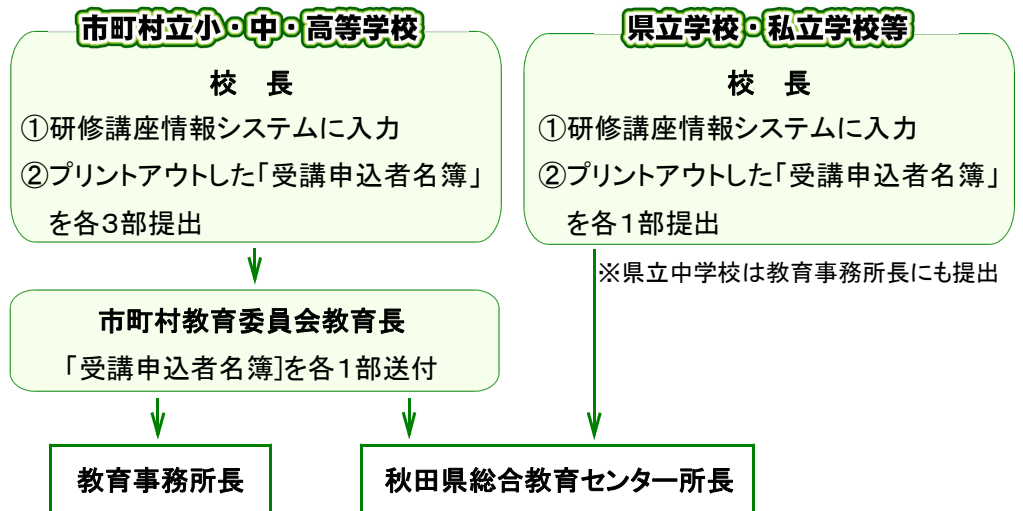 市町村立小・中・高等学校
校　長
①研修講座情報システムに入力
②プリントアウトした「受講申込者名簿」
を各３部提出
県立学校・私立学校等
校　長
①研修講座情報システムに入力
②プリントアウトした「受講申込者名簿」
を各１部提出
※県立中学校は教育事務所長にも提出
市町村教育委員会教育長
「受講申込者名簿]を各１部送付
教育事務所長
秋田県総合教育センター所長